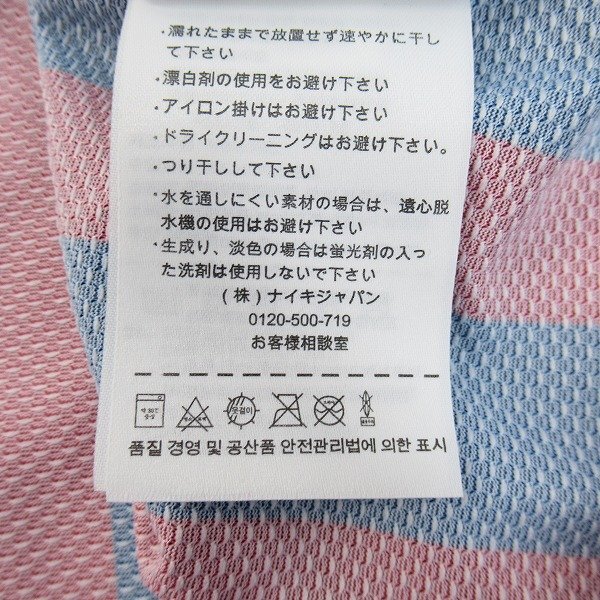 ・濡れたままで放置せず速やかに干し
て下さい
・漂白剤の使用をお避け下さい
・アイロン掛けはお避け下さい
・ドライクリーニングはお避け下さい。
・つり干しして下さい
・水を通しにくい素材の場合は、遠心脱
水機の使用はお避け下さい
・生成り、淡色の場合は蛍光剤の入っ
た洗剤は使用しないで下さい
(株)ナイキジャパン
0120-500-719
お客様相談室
옷걸이
품질 경영 및 공산품 안전관리법에 의한 표시